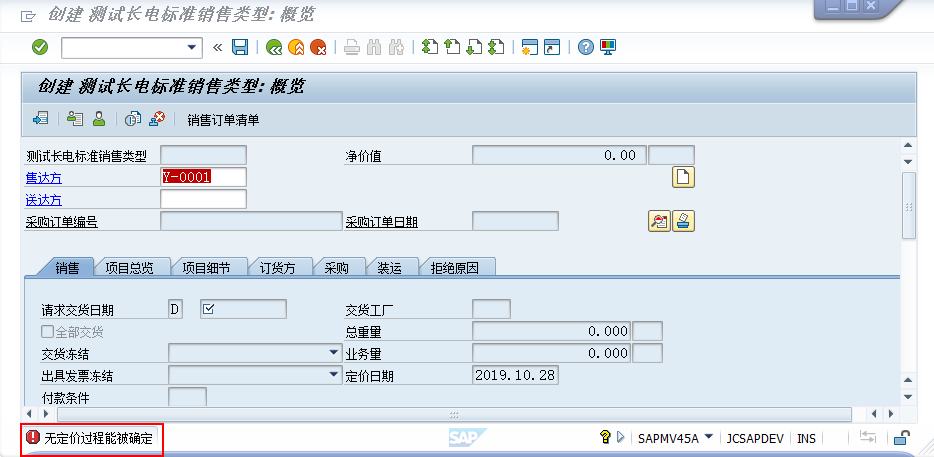 创建 测试长电标准销售类型: 概览
创建 测试长电标准销售类型: 概览
销售订单清单
测试长电标准销售类型 净价值 0.00
售达方 Y-0001
送达方
采购订单编号 采购订单日期
销售 项目总览 项目细节 订货方 采购 装运 拒绝原因
请求交货日期 D 交货工厂
全部交货 总重量 0.000
交货冻结 业务量 0.000
出具发票冻结 定价日期 2019.10.28
付款条件
无定价过程能被确定 SAP SAPMV45A JCSAPDEV INS